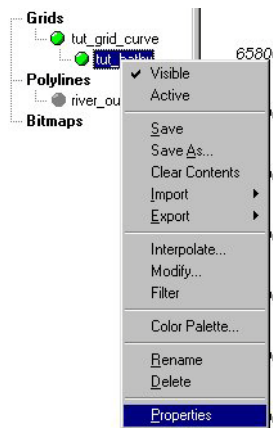 Grids
tut_grid_curve
Polylines
Bitmaps
6580
Visible
Active
Save
Save As...
Clear Contents
Import
Export
Interpolate...
Modify...
Filter
Color Palette...
Rename
Delete
Properties